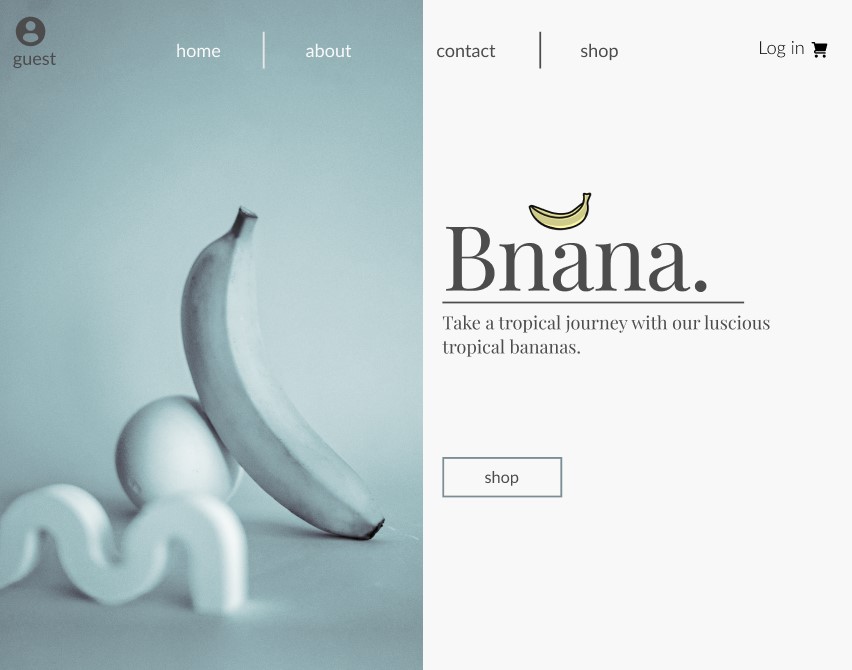 guest
home
about
contact
shop
Log in
Bnana.
Take a tropical journey with our luscious
tropical bananas.
shop